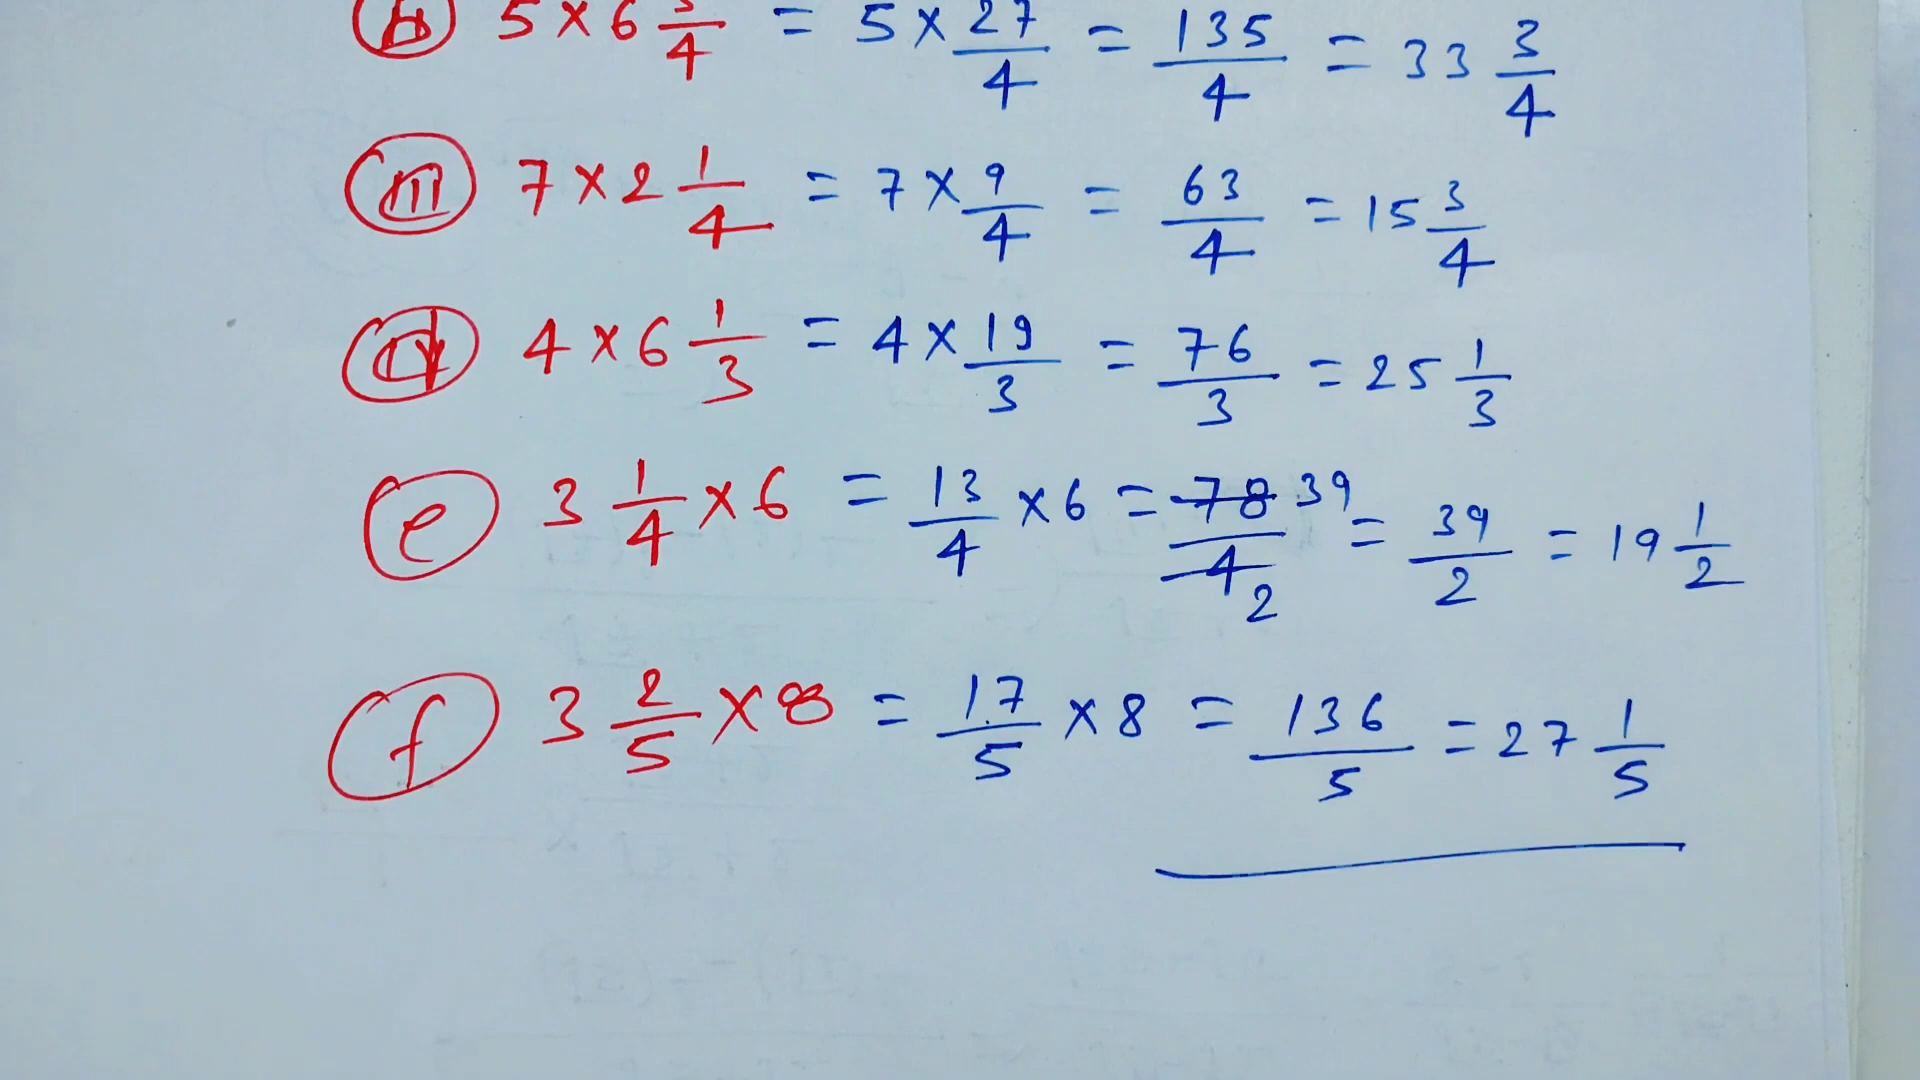 (b) 5 × 6 3/4 = 5 × 27/4 = 135/4 = 33 3/4
7 × 2 1/4 = 7 × 9/4 = 63/4 = 15 3/4
(d) 4 × 6 1/3 = 4 × 19/3 = 76/3 = 25 1/3
(e) 3 1/4 × 6 = 13/4 × 6 = 78/4 39 2 = 39/2 = 19 1/2
(f) 3 2/5 × 8 = 17/5 × 8 = 136/5 = 27 1/5